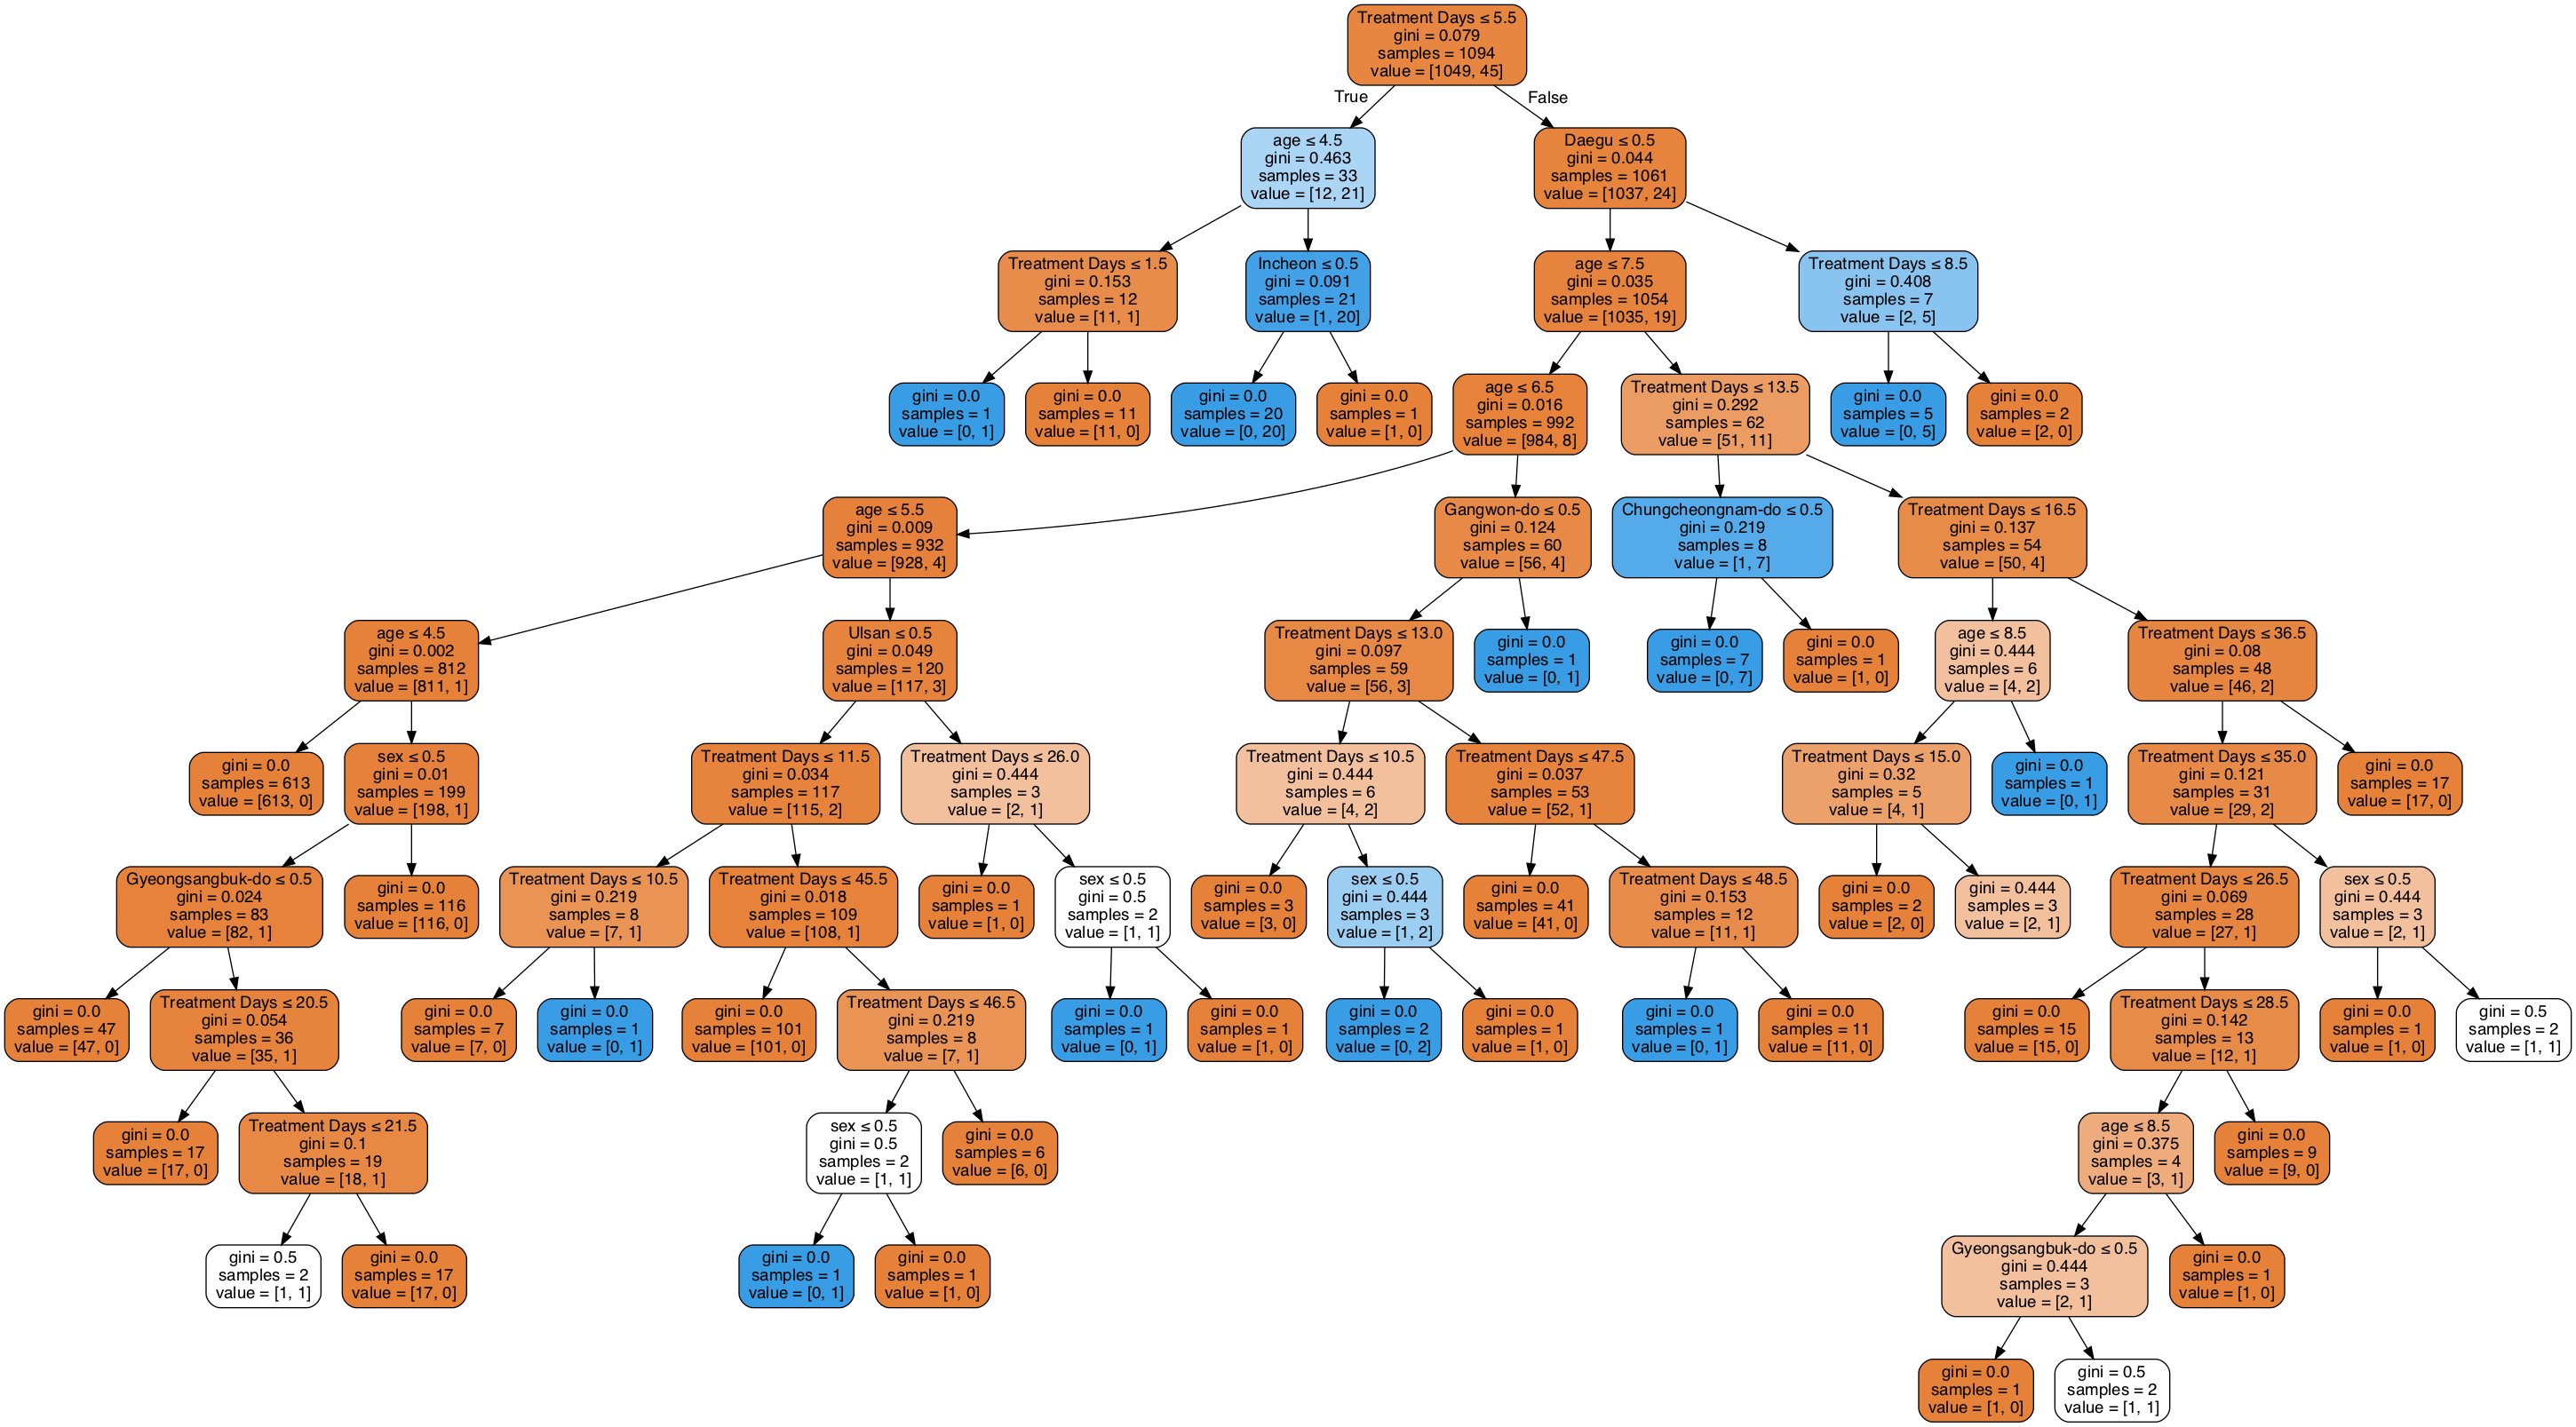 Treatment Days ≤ 5.5
gini = 0.079
samples = 1094
value = [1049, 45]
True
False
age ≤ 4.5
gini = 0.463
samples = 33
value = [12, 21]
Daegu ≤ 0.5
gini = 0.044
samples = 1061
value = [1037, 24]
Treatment Days ≤ 1.5
gini = 0.153
samples = 12
value = [11, 1]
Incheon ≤ 0.5
gini = 0.091
samples = 21
value = [1, 20]
age ≤ 7.5
gini = 0.035
samples = 1054
value = [1035, 19]
Treatment Days ≤ 8.5
gini = 0.408
samples = 7
value = [2, 5]
gini = 0.0
samples = 1
value = [0, 1]
gini = 0.0
samples = 11
value = [11, 0]
gini = 0.0
samples = 20
value = [0, 20]
gini = 0.0
samples = 1
value = [1, 0]
age ≤ 6.5
gini = 0.016
samples = 992
value = [984, 8]
Treatment Days ≤ 13.5
gini = 0.292
samples = 62
value = [51, 11]
gini = 0.0
samples = 5
value = [0, 5]
gini = 0.0
samples = 2
value = [2, 0]
age ≤ 5.5
gini = 0.009
samples = 932
value = [928, 4]
Gangwon-do ≤ 0.5
gini = 0.124
samples = 60
value = [56, 4]
Chungcheongnam-do ≤ 0.5
gini = 0.219
samples = 8
value = [1, 7]
Treatment Days ≤ 16.5
gini = 0.137
samples = 54
value = [50, 4]
age ≤ 4.5
gini = 0.002
samples = 812
value = [811, 1]
Ulsan ≤ 0.5
gini = 0.049
samples = 120
value = [117, 3]
Treatment Days ≤ 13.0
gini = 0.097
samples = 59
value = [56, 3]
gini = 0.0
samples = 1
value = [0, 1]
gini = 0.0
samples = 7
value = [0, 7]
gini = 0.0
samples = 1
value = [1, 0]
age ≤ 8.5
gini = 0.444
samples = 6
value = [4, 2]
Treatment Days ≤ 36.5
gini = 0.08
samples = 48
value = [46, 2]
gini = 0.0
samples = 613
value = [613, 0]
sex ≤ 0.5
gini = 0.01
samples = 199
value = [198, 1]
Treatment Days ≤ 11.5
gini = 0.034
samples = 117
value = [115, 2]
Treatment Days ≤ 26.0
gini = 0.444
samples = 3
value = [2, 1]
Treatment Days ≤ 10.5
gini = 0.444
samples = 6
value = [4, 2]
Treatment Days ≤ 47.5
gini = 0.037
samples = 53
value = [52, 1]
Treatment Days ≤ 15.0
gini = 0.32
samples = 5
value = [4, 1]
gini = 0.0
samples = 1
value = [0, 1]
Treatment Days ≤ 35.0
gini = 0.121
samples = 31
value = [29, 2]
gini = 0.0
samples = 17
value = [17, 0]
Gyeongsangbuk-do ≤ 0.5
gini = 0.024
samples = 83
value = [82, 1]
gini = 0.0
samples = 116
value = [116, 0]
Treatment Days ≤ 10.5
gini = 0.219
samples = 8
value = [7, 1]
Treatment Days ≤ 45.5
gini = 0.018
samples = 109
value = [108, 1]
gini = 0.0
samples = 1
value = [1, 0]
sex ≤ 0.5
gini = 0.5
samples = 2
value = [1, 1]
gini = 0.0
samples = 3
value = [3, 0]
sex ≤ 0.5
gini = 0.444
samples = 3
value = [1, 2]
gini = 0.0
samples = 41
value = [41, 0]
Treatment Days ≤ 48.5
gini = 0.153
samples = 12
value = [11, 1]
gini = 0.0
samples = 2
value = [2, 0]
gini = 0.444
samples = 3
value = [2, 1]
Treatment Days ≤ 26.5
gini = 0.069
samples = 28
value = [27, 1]
sex ≤ 0.5
gini = 0.444
samples = 3
value = [2, 1]
gini = 0.0
samples = 47
value = [47, 0]
Treatment Days ≤ 20.5
gini = 0.054
samples = 36
value = [35, 1]
gini = 0.0
samples = 7
value = [7, 0]
gini = 0.0
samples = 1
value = [0, 1]
gini = 0.0
samples = 101
value = [101, 0]
Treatment Days ≤ 46.5
gini = 0.219
samples = 8
value = [7, 1]
gini = 0.0
samples = 1
value = [0, 1]
gini = 0.0
samples = 1
value = [1, 0]
gini = 0.0
samples = 2
value = [0, 2]
gini = 0.0
samples = 1
value = [1, 0]
gini = 0.0
samples = 1
value = [0, 1]
gini = 0.0
samples = 11
value = [11, 0]
gini = 0.0
samples = 15
value = [15, 0]
Treatment Days ≤ 28.5
gini = 0.142
samples = 13
value = [12, 1]
gini = 0.0
samples = 1
value = [1, 0]
gini = 0.5
samples = 2
value = [1, 1]
gini = 0.0
samples = 17
value = [17, 0]
Treatment Days ≤ 21.5
gini = 0.1
samples = 19
value = [18, 1]
sex ≤ 0.5
gini = 0.5
samples = 2
value = [1, 1]
gini = 0.0
samples = 6
value = [6, 0]
age ≤ 8.5
gini = 0.375
samples = 4
value = [3, 1]
gini = 0.0
samples = 9
value = [9, 0]
gini = 0.5
samples = 2
value = [1, 1]
gini = 0.0
samples = 17
value = [17, 0]
gini = 0.0
samples = 1
value = [0, 1]
gini = 0.0
samples = 1
value = [1, 0]
Gyeongsangbuk-do ≤ 0.5
gini = 0.444
samples = 3
value = [2, 1]
gini = 0.0
samples = 1
value = [1, 0]
gini = 0.0
samples = 1
value = [1, 0]
gini = 0.5
samples = 2
value = [1, 1]